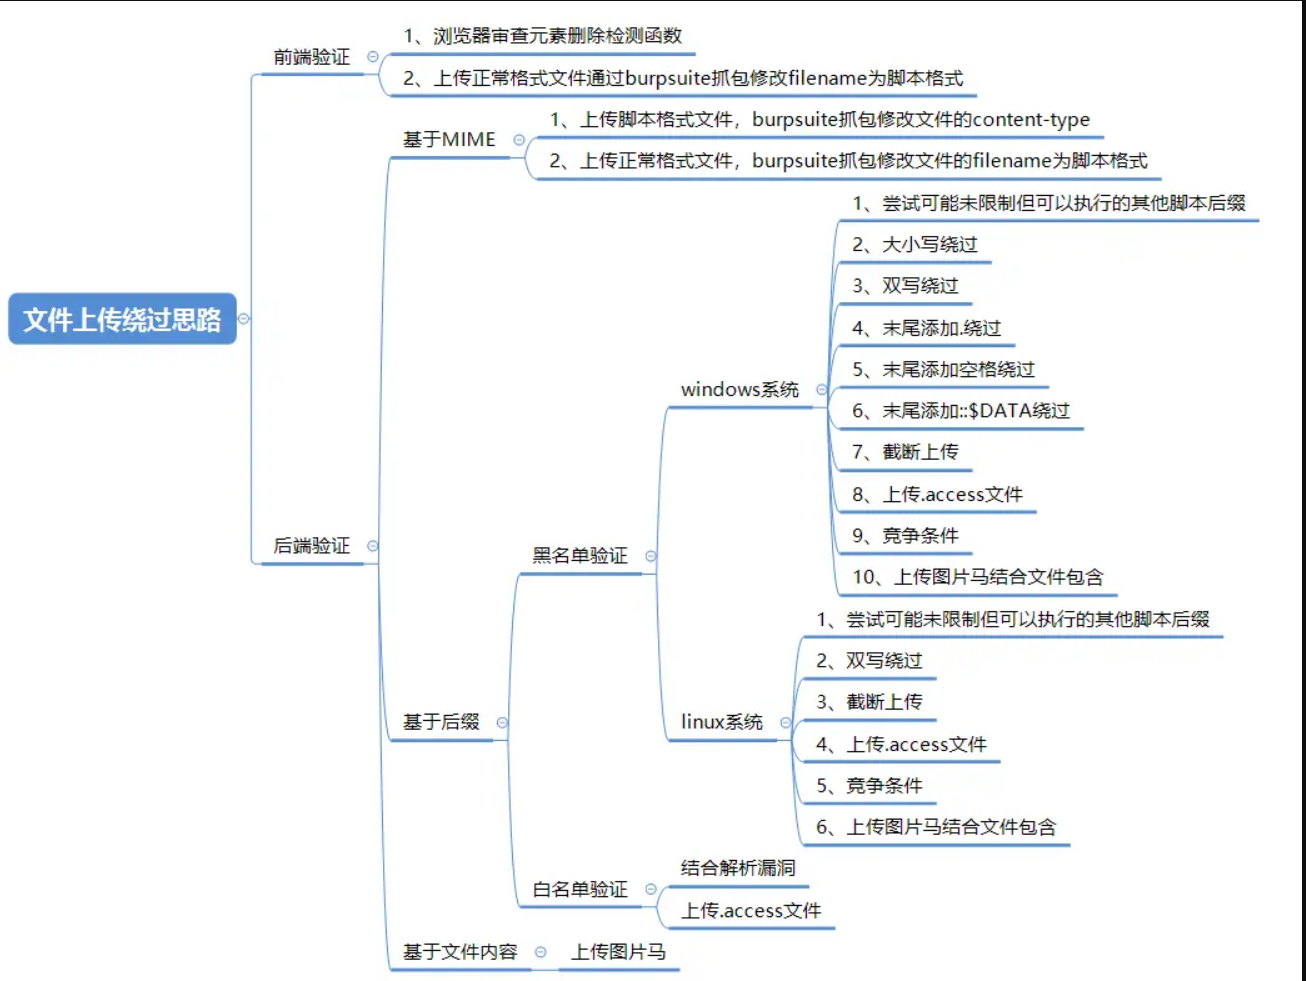 文件上传绕过思路
前端验证
1、浏览器审查元素删除检测函数
2、上传正常格式文件通过burpsuite抓包修改filename为脚本格式
后端验证
基于MIME
1、上传脚本格式文件，burpsuite抓包修改文件的content-type
2、上传正常格式文件，burpsuite抓包修改文件的filename为脚本格式
基于后缀
黑名单验证
windows系统
1、尝试可能未限制但可以执行的其他脚本后缀
2、大小写绕过
3、双写绕过
4、末尾添加.绕过
5、末尾添加空格绕过
6、末尾添加::$DATA绕过
7、截断上传
8、上传.access文件
9、竞争条件
10、上传图片马结合文件包含
linux系统
1、尝试可能未限制但可以执行的其他脚本后缀
2、双写绕过
3、截断上传
4、上传.access文件
5、竞争条件
6、上传图片马结合文件包含
白名单验证
结合解析漏洞
上传.access文件
基于文件内容
上传图片马